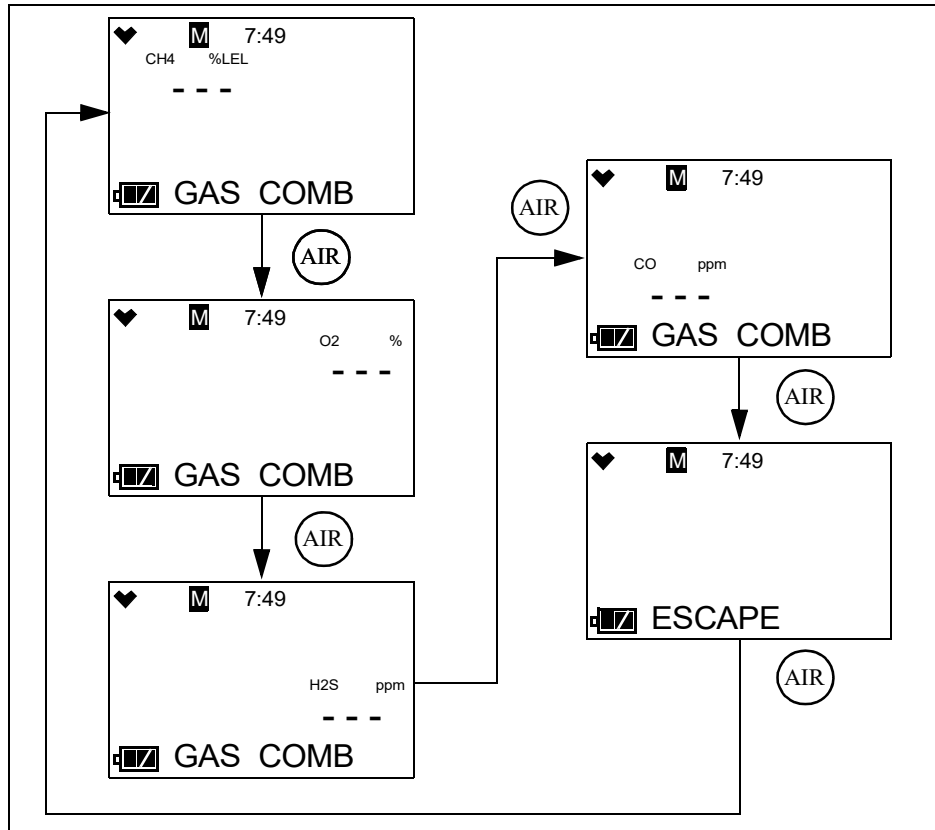 M 7:49
CH4 %LEL
- - -
GAS COMB
AIR
M 7:49
O2 %
- - -
GAS COMB
AIR
M 7:49
H2S ppm
- - -
GAS COMB
AIR
M 7:49
CO ppm
- - -
GAS COMB
AIR
M 7:49
ESCAPE
AIR